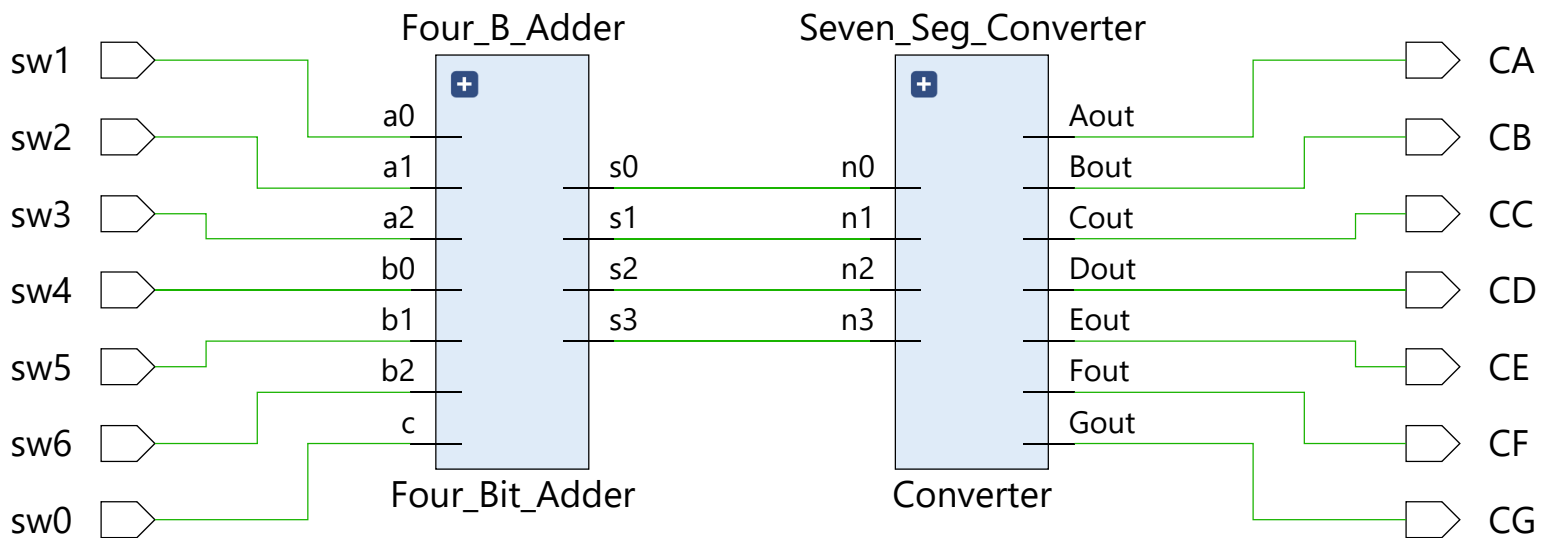 Four_B_Adder
Seven_Seg_Converter
sw1
CA
a0
Aout
sw2
CB
a1
s0
n0
Bout
sw3
CC
a2
s1
n1
Cout
sw4
CD
b0
s2
n2
Dout
b1
s3
n3
Eout
sw5
CE
b2
Fout
c
Gout
sw6
CF
Four_Bit_Adder
Converter
sw0
CG